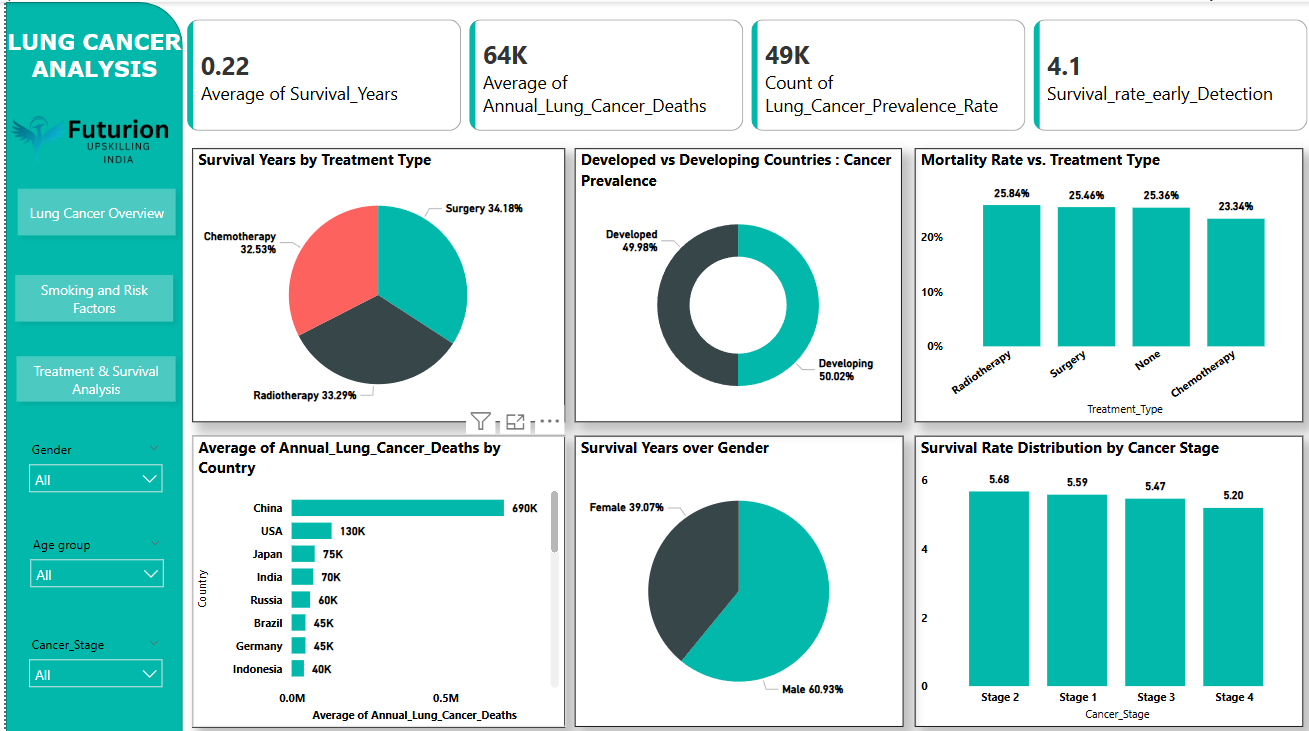 LUNG CANCER
ANALYSIS
Futurion
UPSKILLING
INDIA
Lung Cancer Overview
Smoking and Risk
Factors
Treatment & Survival
Analysis
Gender
All
Age group
All
Cancer_Stage
All
0.22
Average of Survival_Years
64K
Average of
Annual_Lung_Cancer_Deaths
49K
Count of
Lung_Cancer_Prevalence_Rate
4.1
Survival_rate_early_Detection
Survival Years by Treatment Type
Surgery 34.18%
Chemotherapy
32.53%
Radiotherapy 33.29%
Developed vs Developing Countries : Cancer
Prevalence
Developed
49.98%
Developing
50.02%
Mortality Rate vs. Treatment Type
25.84%
25.46%
25.36%
23.34%
20%
10%
0%
Radiotherapy
Surgery
None
Chemotherapy
Treatment_Type
Average of Annual_Lung_Cancer_Deaths by
Country
Country
China 690K
USA 130K
Japan 75K
India 70K
Russia 60K
Brazil 45K
Germany 45K
Indonesia 40K
0.0M 0.5M
Average of Annual_Lung_Cancer_Deaths
Survival Years over Gender
Female 39.07%
Male 60.93%
Survival Rate Distribution by Cancer Stage
6
4
2
0
5.68
5.59
5.47
5.20
Stage 2 Stage 1 Stage 3 Stage 4
Cancer_Stage